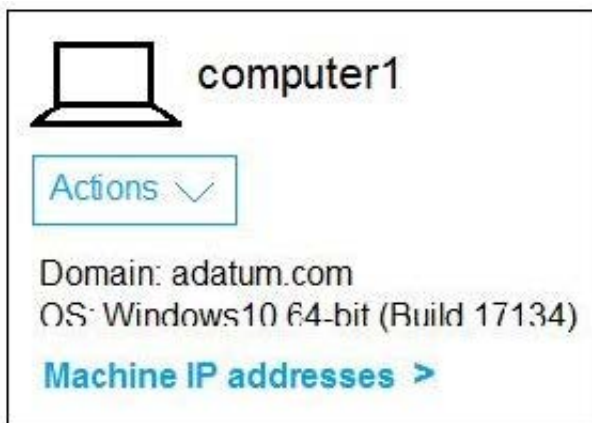 computer1
Actions
Domain: adatum.com
OS: Windows10 64-bit (Build 17134)
Machine IP addresses >